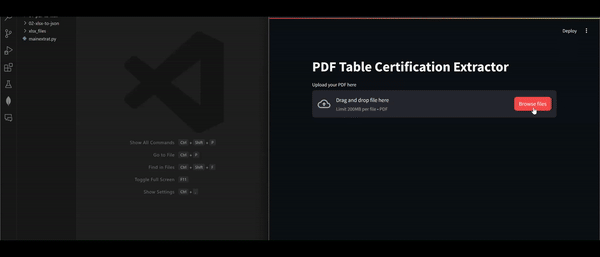 02-xlsx-to-json
xlsx_files
mainextrat.py
Show All Commands Ctrl + Shift + P
Go to File Ctrl + P
Find in Files Ctrl + Shift + F
Toggle Full Screen F11
Show Settings Ctrl + ,
Deploy
PDF Table Certification Extractor
Upload your PDF here
Drag and drop file here
Limit 200MB per file • PDF
Browse files